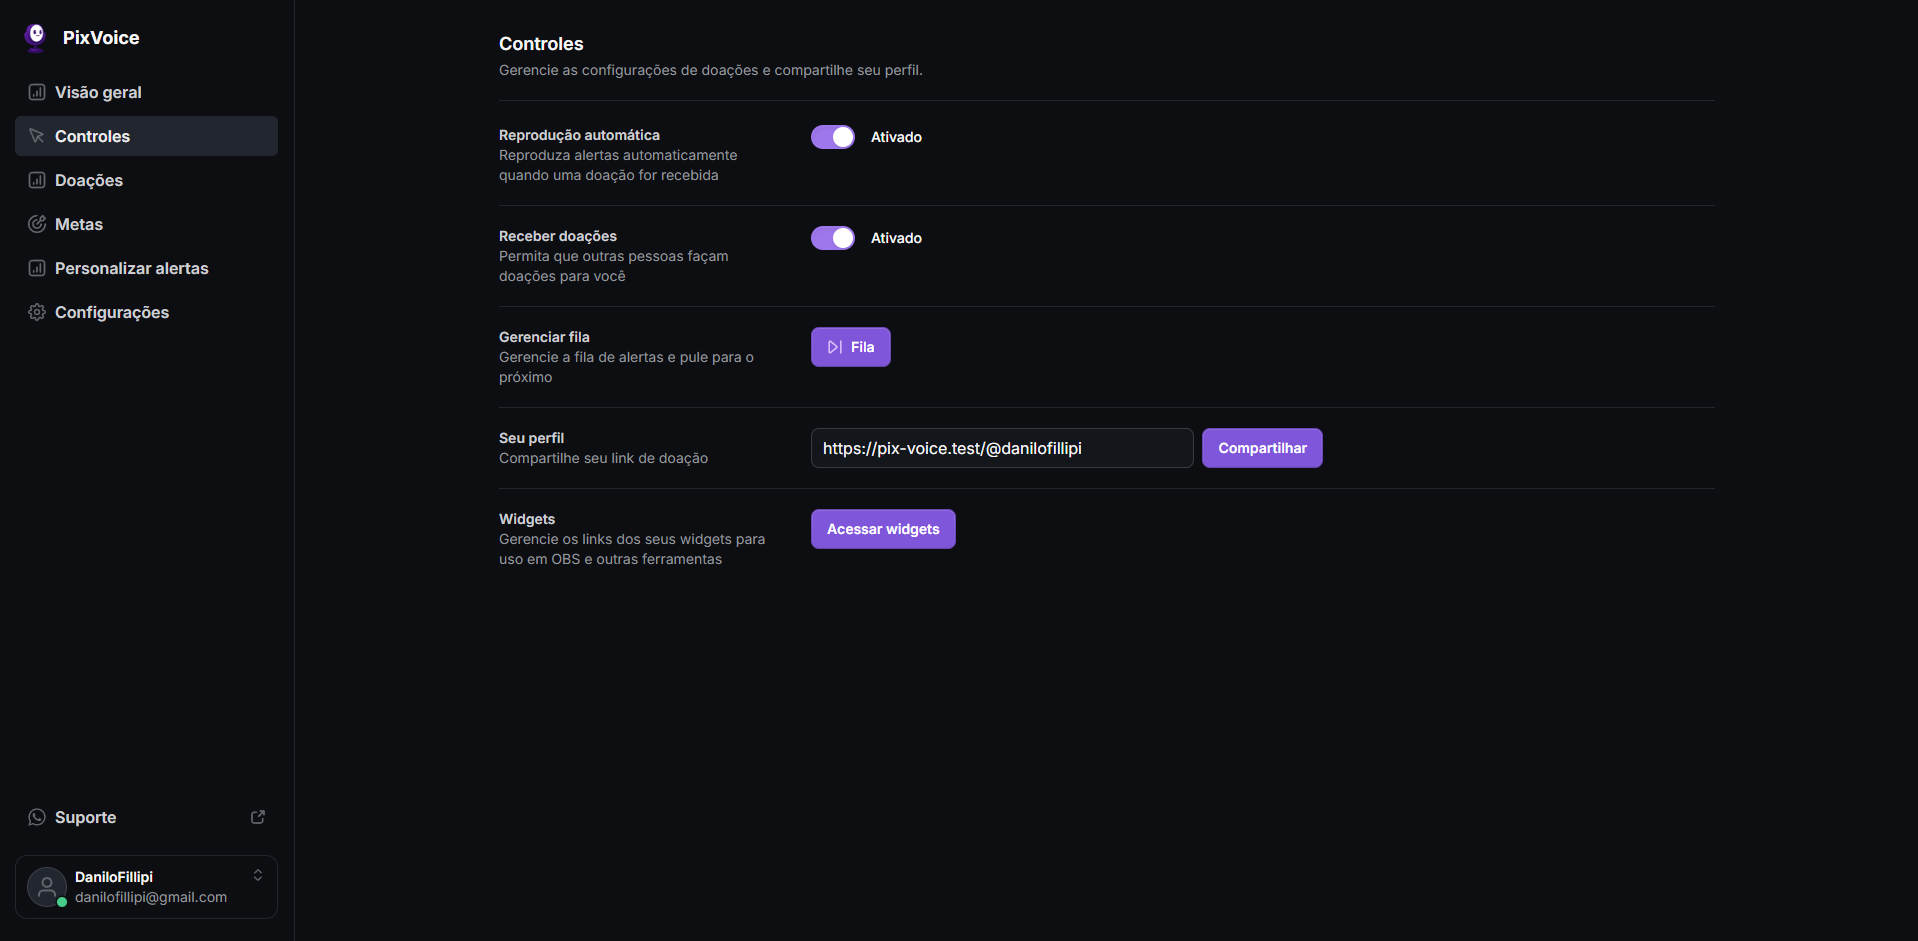 PixVoice
Visão geral
Controles
Doações
Metas
Personalizar alertas
Configurações
Suporte
DaniloFillipi
danilofillipi@gmail.com
Controles
Gerencie as configurações de doações e compartilhe seu perfil.
Reprodução automática
Reproduza alertas automaticamente
quando uma doação for recebida
Ativado
Receber doações
Permita que outras pessoas façam
doações para você
Ativado
Gerenciar fila
Gerencie a fila de alertas e pule para o
próximo
Fila
Seu perfil
Compartilhe seu link de doação
https://pix-voice.test/@danilofillipi
Compartilhar
Widgets
Gerencie os links dos seus widgets para
uso em OBS e outras ferramentas
Acessar widgets